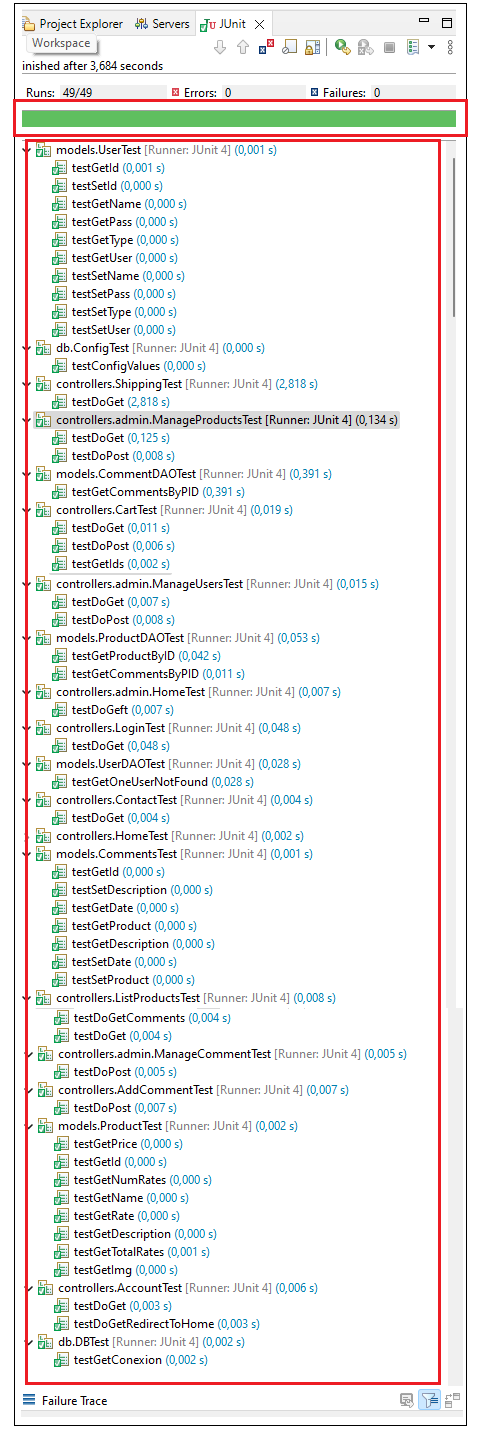 Project Explorer Servers JUnit
Workspace
inished after 3,684 seconds
Runs: 49/49 Errors: 0 Failures: 0
models.UserTest [Runner: JUnit 4] (0,001 s)
testGetId (0,001 s)
testSetId (0,000 s)
testGetName (0,000 s)
testGetPass (0,000 s)
testGetType (0,000 s)
testGetUser (0,000 s)
testSetName (0,000 s)
testSetPass (0,000 s)
testSetType (0,000 s)
testSetUser (0,000 s)
db.ConfigTest [Runner: JUnit 4] (0,000 s)
testConfigValues (0,000 s)
controllers.ShippingTest [Runner: JUnit 4] (2,818 s)
testDoGet (2,818 s)
controllers.admin.ManageProductsTest [Runner: JUnit 4] (0,134 s)
testDoGet (0,125 s)
testDoPost (0,008 s)
models.CommentDAOTest [Runner: JUnit 4] (0,391 s)
testGetCommentsByPID (0,391 s)
controllers.CartTest [Runner: JUnit 4] (0,019 s)
testDoGet (0,011 s)
testDoPost (0,006 s)
testGetIds (0,002 s)
controllers.admin.ManageUsersTest [Runner: JUnit 4] (0,015 s)
testDoGet (0,007 s)
testDoPost (0,008 s)
models.ProductDAOTest [Runner: JUnit 4] (0,053 s)
testGetProductByID (0,042 s)
testGetCommentsByPID (0,011 s)
controllers.admin.HomeTest [Runner: JUnit 4] (0,007 s)
testDoGeft (0,007 s)
controllers.LoginTest [Runner: JUnit 4] (0,048 s)
testDoGet (0,048 s)
models.UserDAOTest [Runner: JUnit 4] (0,028 s)
testGetOneUserNotFound (0,028 s)
controllers.ContactTest [Runner: JUnit 4] (0,004 s)
testDoGet (0,004 s)
controllers.HomeTest [Runner: JUnit 4] (0,002 s)
models.CommentsTest [Runner: JUnit 4] (0,001 s)
testGetId (0,000 s)
testSetDescription (0,000 s)
testGetDate (0,000 s)
testGetProduct (0,000 s)
testGetDescription (0,000 s)
testSetDate (0,000 s)
testSetProduct (0,000 s)
controllers.ListProductsTest [Runner: JUnit 4] (0,008 s)
testDoGetComments (0,004 s)
testDoGet (0,004 s)
controllers.admin.ManageCommentTest [Runner: JUnit 4] (0,005 s)
testDoPost (0,005 s)
controllers.AddCommentTest [Runner: JUnit 4] (0,007 s)
testDoPost (0,007 s)
models.ProductTest [Runner: JUnit 4] (0,002 s)
testGetPrice (0,000 s)
testGetId (0,000 s)
testGetNumRates (0,000 s)
testGetName (0,000 s)
testGetRate (0,000 s)
testGetDescription (0,000 s)
testGetTotalRates (0,001 s)
testGetImg (0,000 s)
controllers.AccountTest [Runner: JUnit 4] (0,006 s)
testDoGet (0,003 s)
testDoGetRedirectToHome (0,003 s)
db.DBTest [Runner: JUnit 4] (0,002 s)
testGetConexion (0,002 s)
Failure Trace